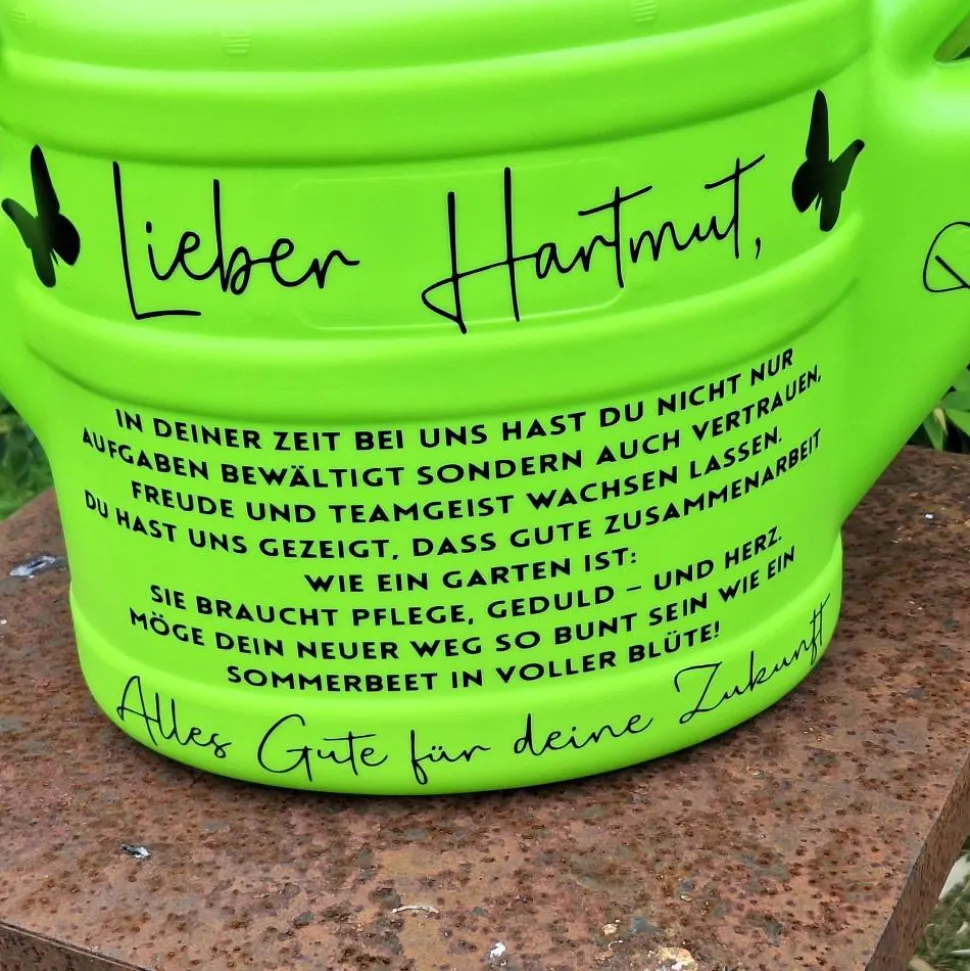 Lieber Hartmut,
IN DEINER ZEIT BEI UNS HAST DU NICHT NUR
AUFGABEN BEWÄLTIGT SONDERN AUCH VERTRAUEN,
FREUDE UND TEAMGEIST WACHSEN LASSEN.
DU HAST UNS GEZEIGT, DASS GUTE ZUSAMMENARBEIT
WIE EIN GARTEN IST:
SIE BRAUCHT PFLEGE, GEDULD – UND HERZ.
MÖGE DEIN NEUER WEG SO BUNT SEIN WIE EIN
SOMMERBEET IN VOLLER BLÜTE!
Alles Gute für deine Zukunft